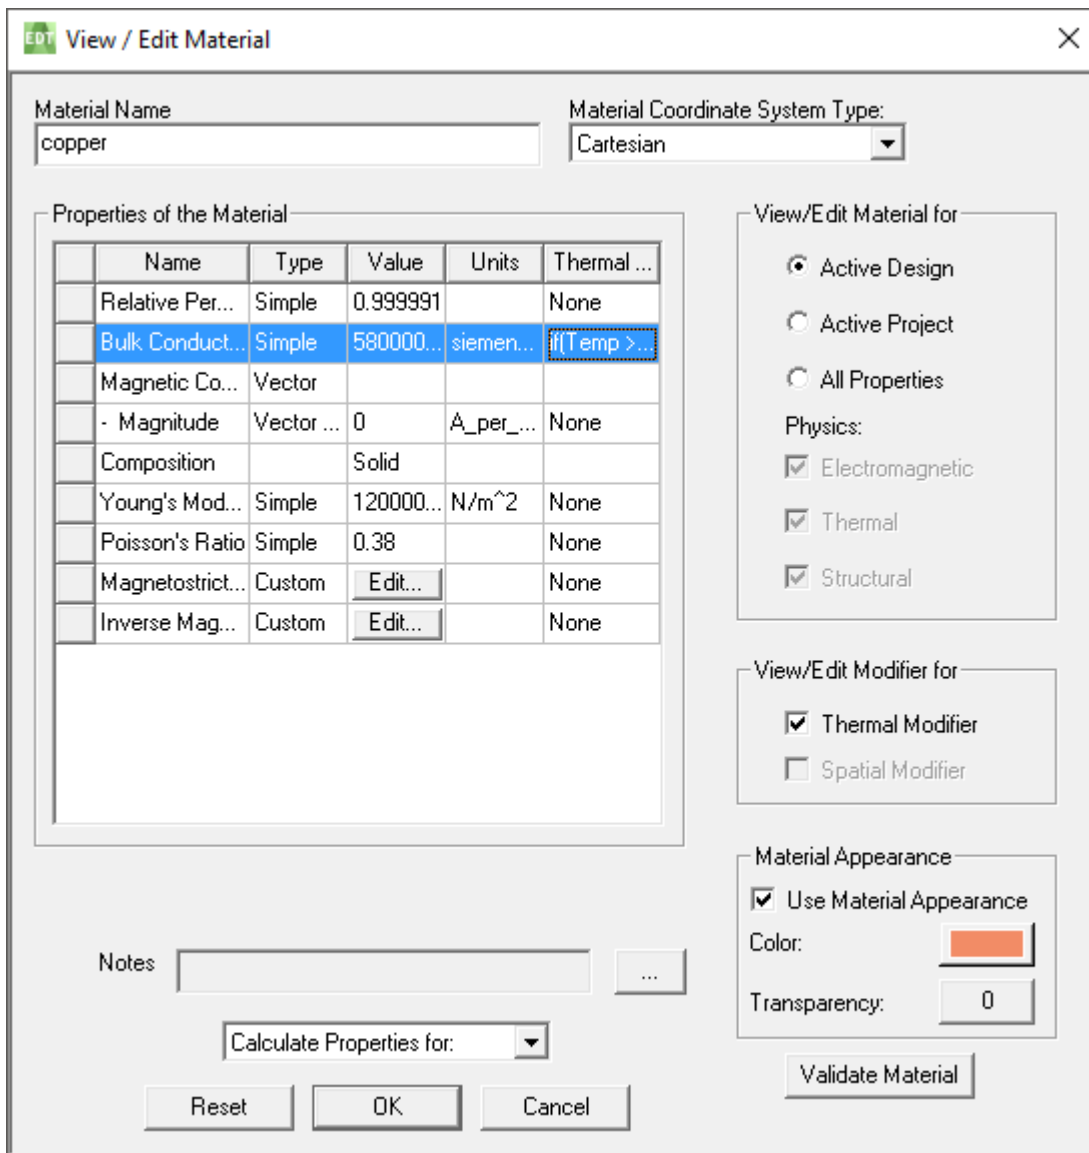 EDT View / Edit Material
Material Name
copper
Material Coordinate System Type:
Cartesian
Properties of the Material
Name Type Value Units Thermal ...
Relative Per... Simple 0.999991 None
Bulk Conduct... Simple 580000... siemen... if(Temp >...
Magnetic Co... Vector
- Magnitude Vector ... 0 A_per_... None
Composition Solid
Young's Mod... Simple 120000... N/m^2 None
Poisson's Ratio Simple 0.38 None
Magnetostrict... Custom Edit... None
Inverse Mag... Custom Edit... None
View/Edit Material for
Active Design
Active Project
All Properties
Physics:
Electromagnetic
Thermal
Structural
View/Edit Modifier for
Thermal Modifier
Spatial Modifier
Material Appearance
Use Material Appearance
Color:
Transparency: 0
Notes ...
Calculate Properties for:
Validate Material
Reset OK Cancel